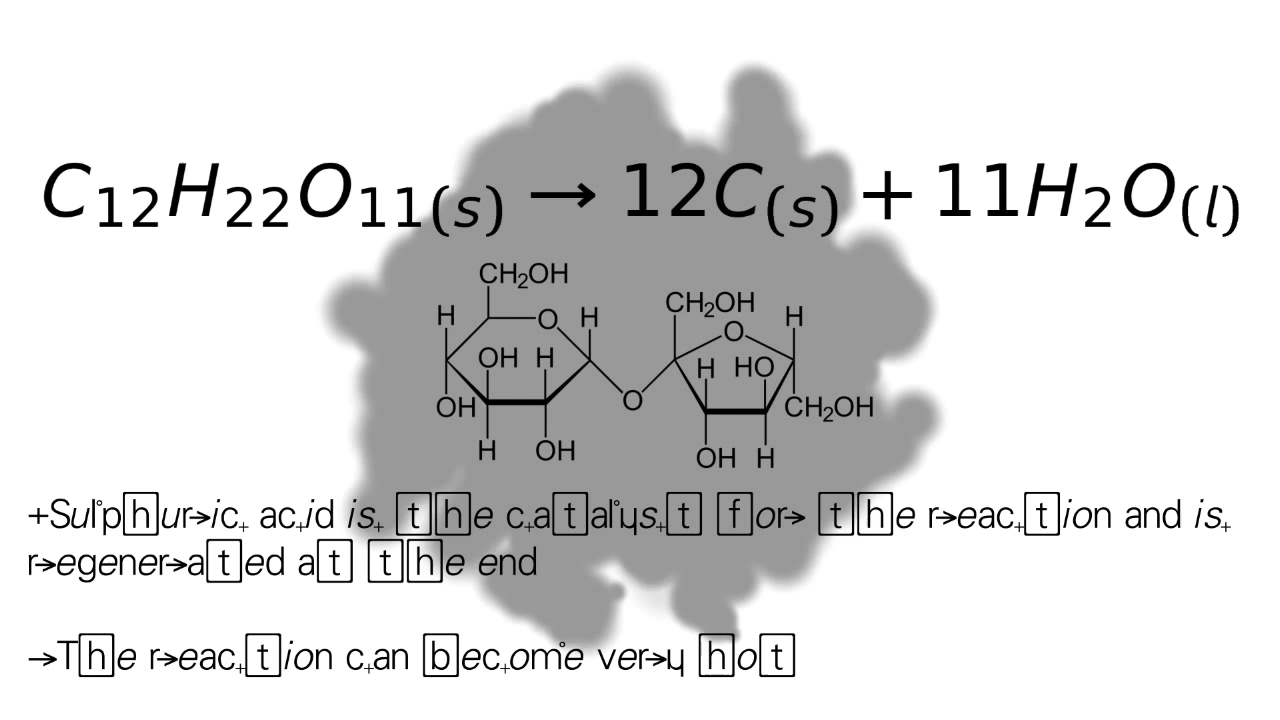 C₁₂H₂₂O₁₁(s) → 12C(s) + 11H₂O(l)
CH₂OH
CH₂OH
H O H O H
OH H H HO
OH O CH₂OH
H OH OH H
+Sulphuric acid is the catalyst for the reaction and is
regenerated at the end
→The reaction can become very hot